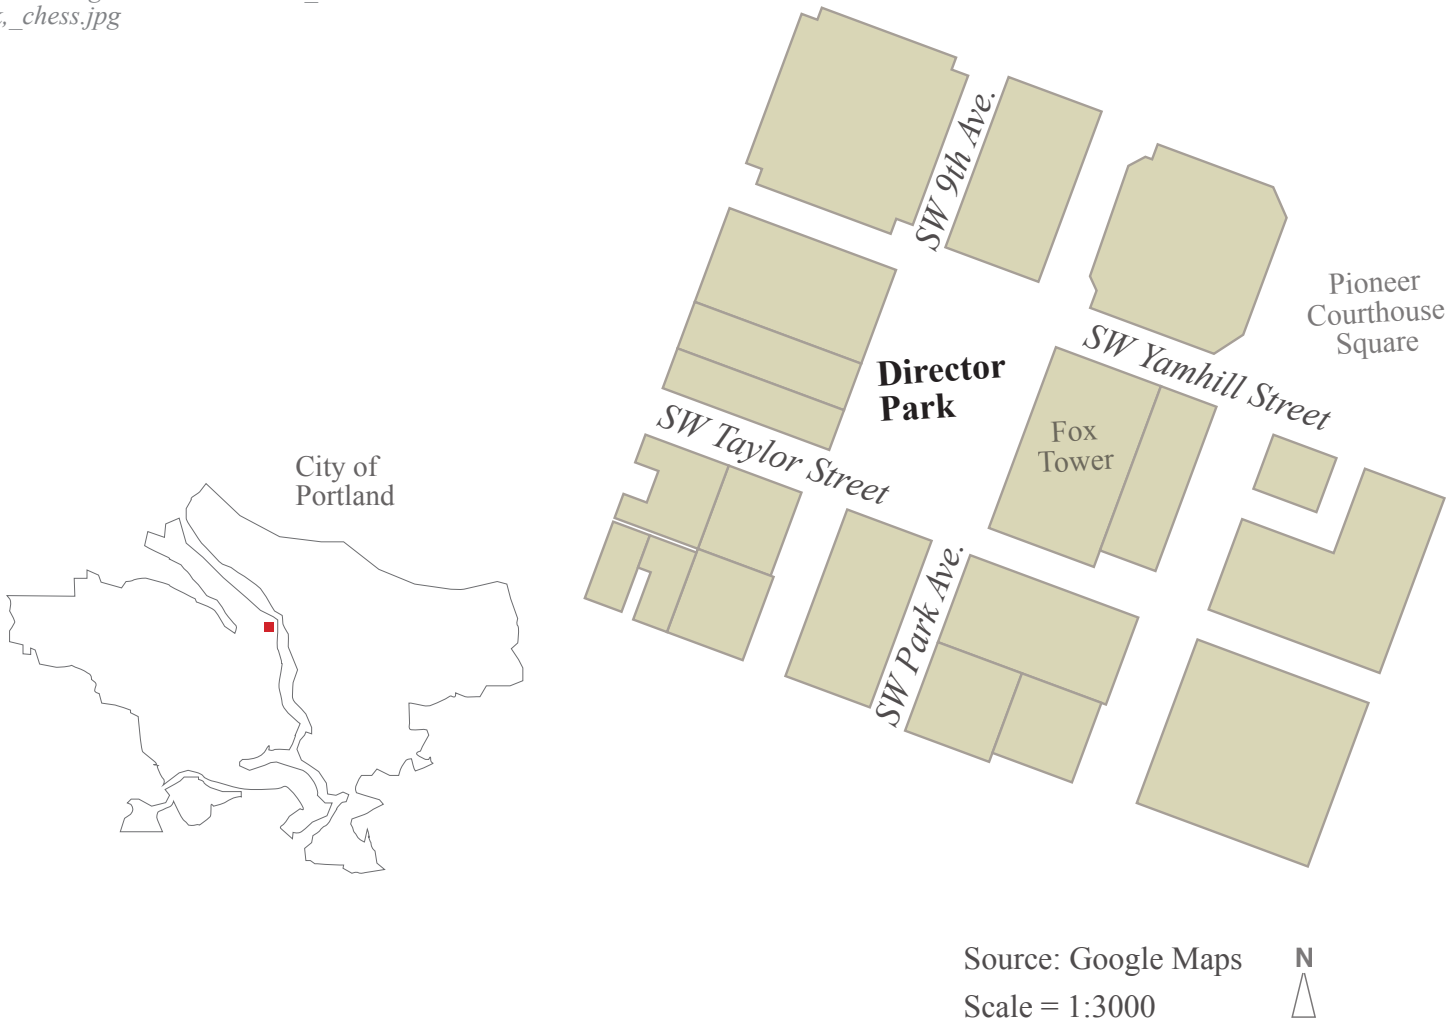 ,_chess.jpg
SW 9th Ave.
Pioneer
Courthouse
Square
SW Yamhill Street
Director
Park
Fox
Tower
SW Taylor Street
SW Park Ave.
City of
Portland
Source: Google Maps
N
Scale = 1:3000